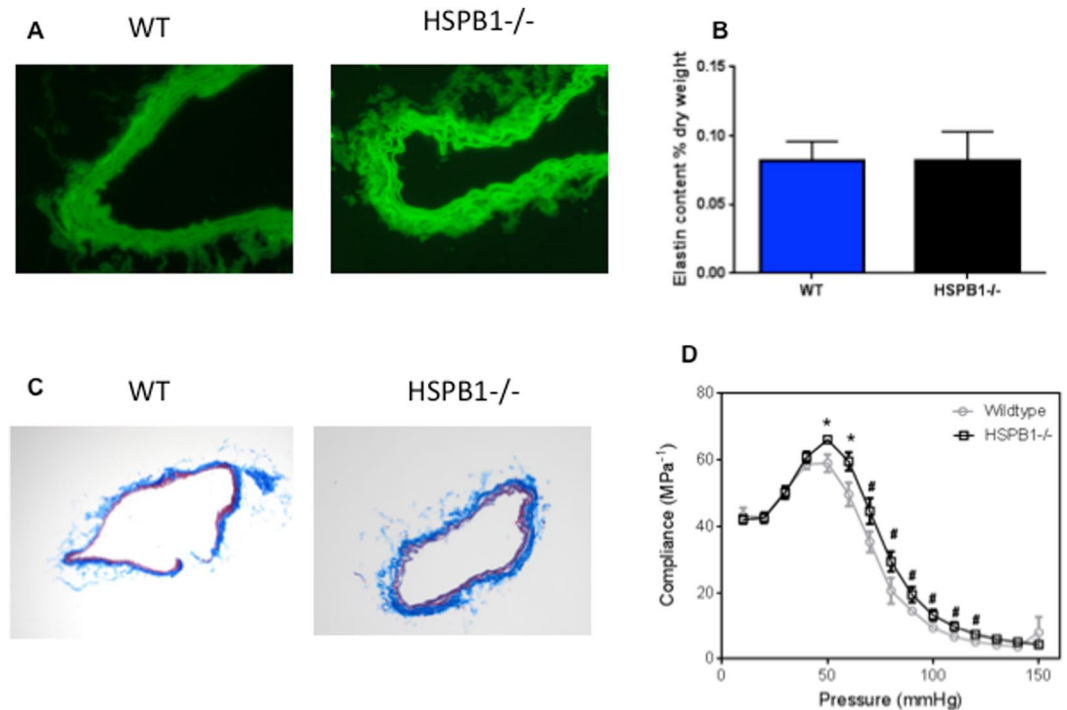 A
WT
HSPB1-/-
B
Elastin content % dry weight
0.15
0.10
0.05
0.00
WT
HSPB1-/-
C
WT
HSPB1-/-
D
Compliance (MPa⁻¹)
80
60
40
20
0
* *
# # # # # #
Wildtype
HSPB1-/-
0 50 100 150
Pressure (mmHg)